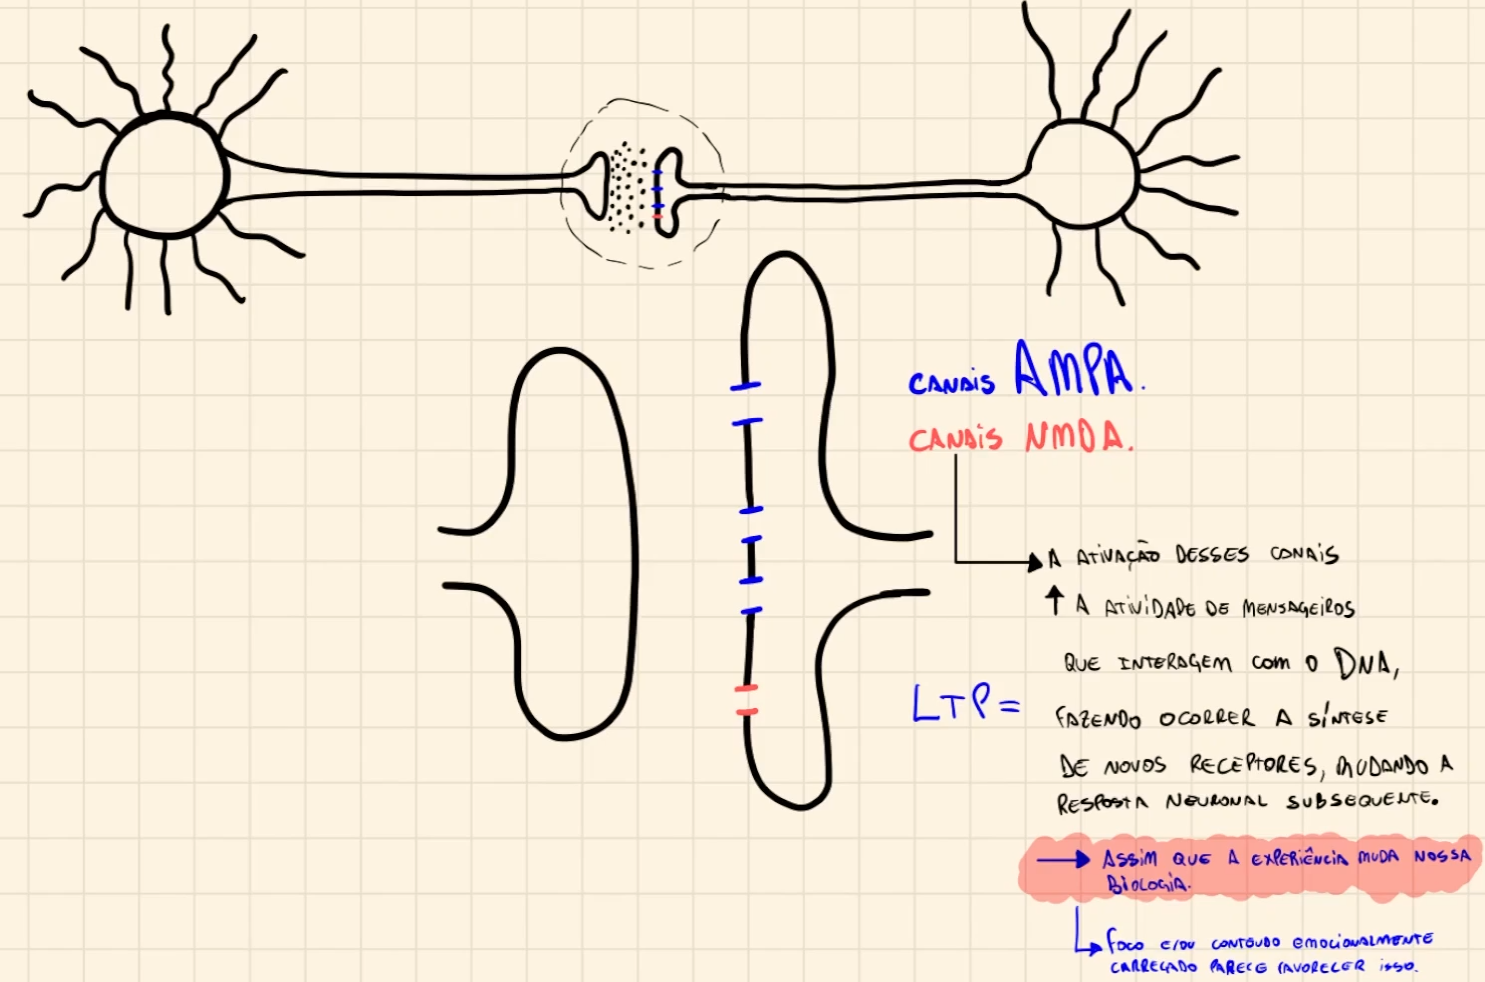 CANAIS AMPA.
CANAIS NMDA.
A ATIVAÇÃO DESSES CANAIS
↑ A ATIVIDADE DE MENSAGEIROS
QUE INTERAGEM COM O DNA,
LTP =
FAZENDO OCORRER A SÍNTESE
DE NOVOS RECEPTORES, MUDANDO A
RESPOSTA NEURONAL SUBSEQUENTE.
→ ASSIM QUE A EXPERIÊNCIA MUDA NOSSA
BIOLOGIA.
FOCO E/OU CONTEÚDO EMOCIONALMENTE
CARREGADO PARECE FAVORECER ISSO.